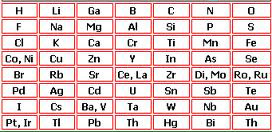 H Li Ga B C N O
F Na Mg Al Si P S
Cl K Ca Cr Ti Mn Fe
Co, Ni Cu Zn Y In As Se
Br Rb Sr Ce, La Zr Di, Mo Ro, Ru
Pd Ag Cd U Sn Sb Te
I Cs Ba, V Ta W Nb Au
Pt, Ir Tl Pb Th Hg Bi Th